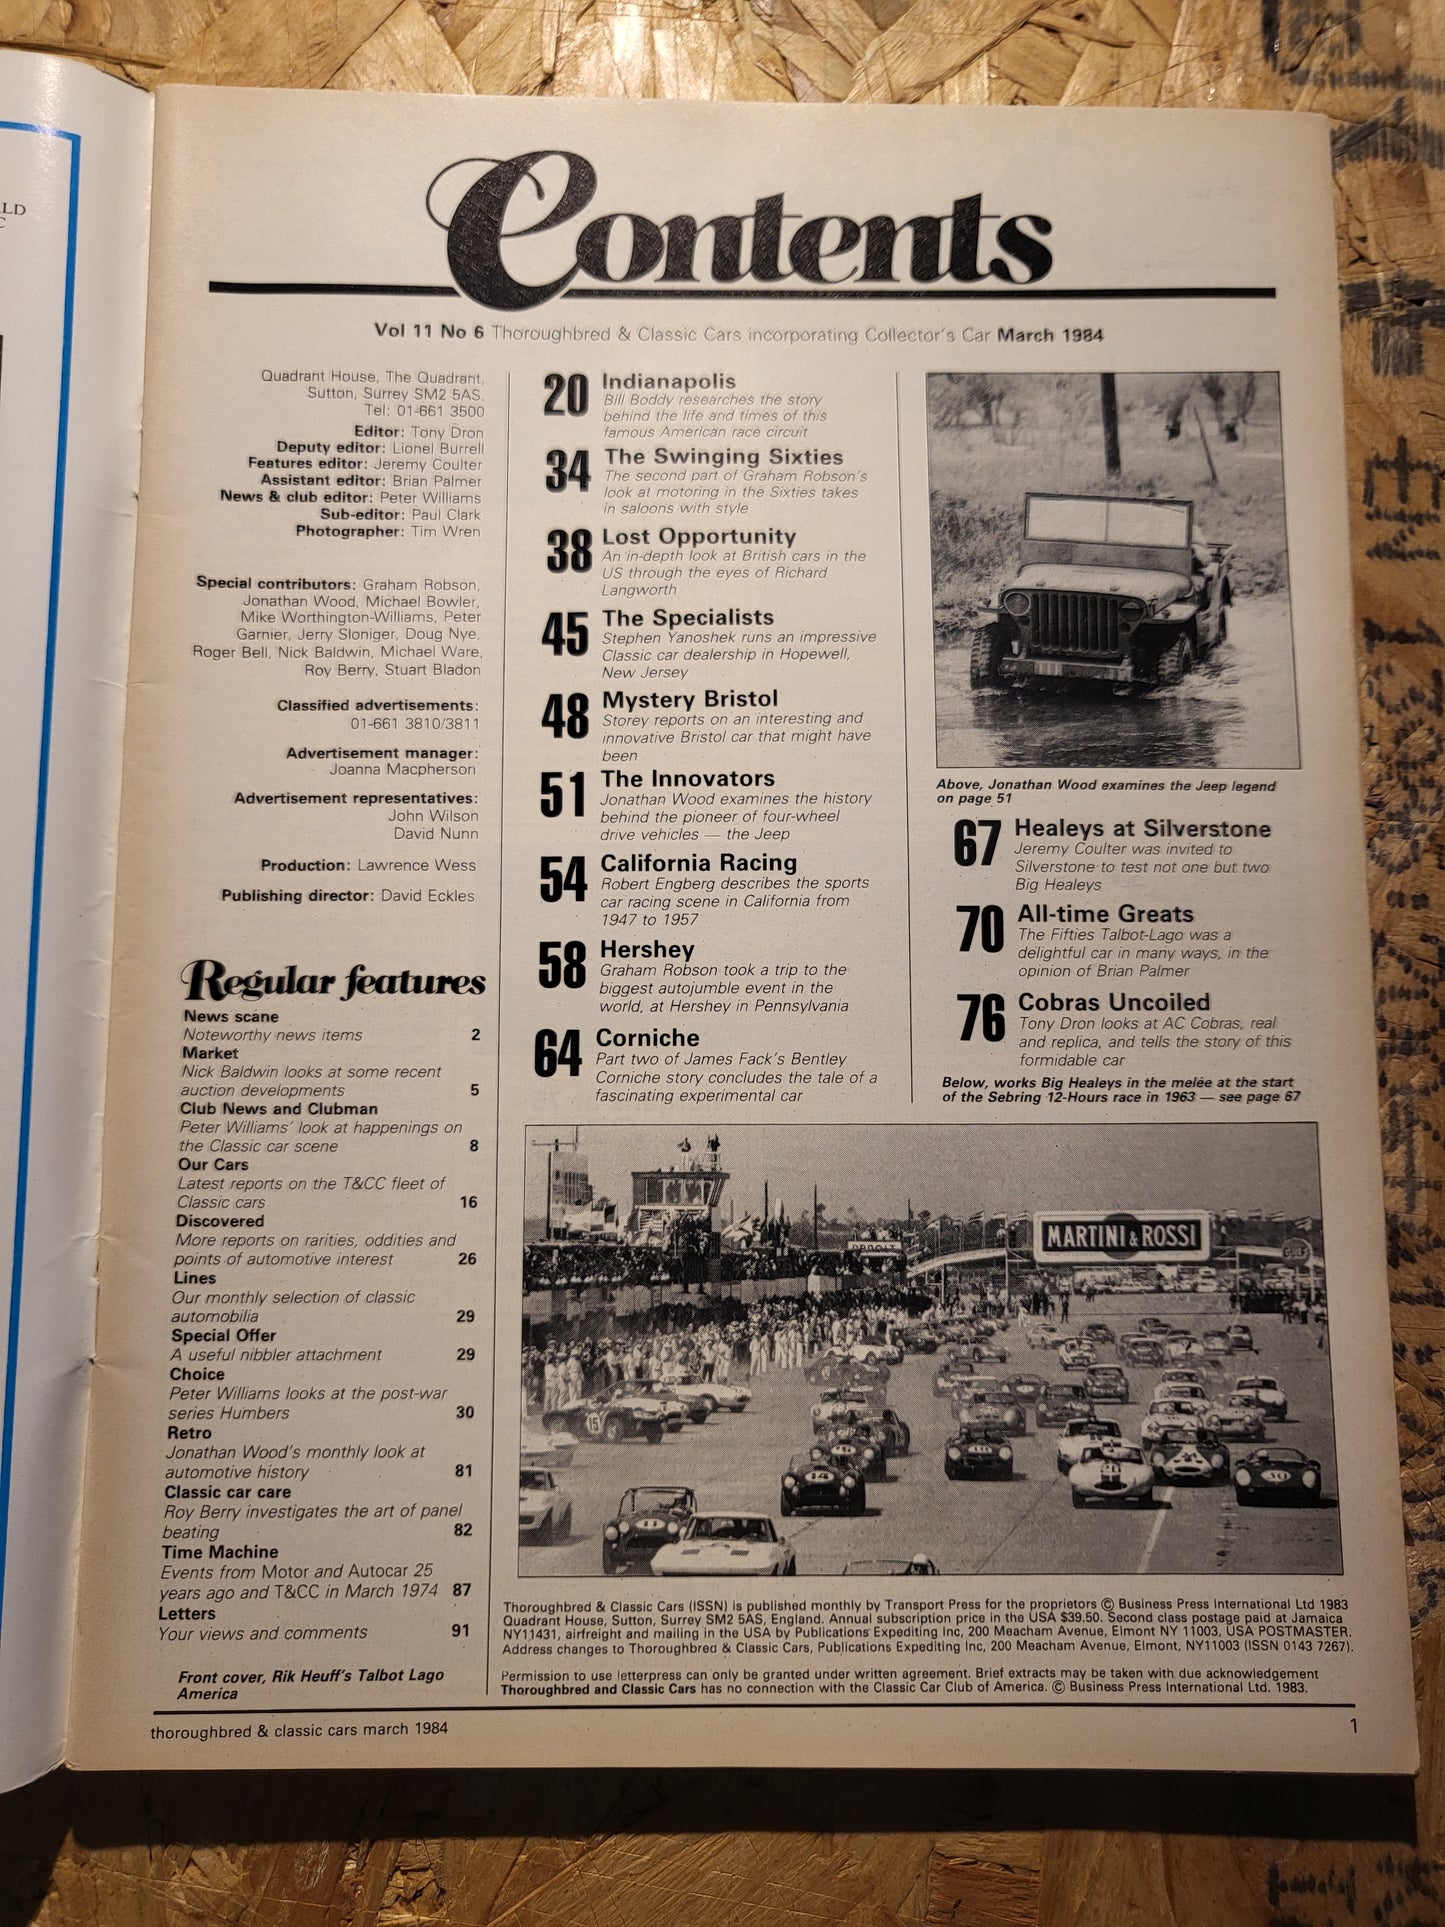 LD
C
Contents
Vol 11 No 6 Thoroughbred & Classic Cars incorporating Collector's Car March 1984
Quadrant House, The Quadrant,
Sutton, Surrey SM2 5AS.
Tel: 01-661 3500
Editor: Tony Dron
Deputy editor: Lionel Burrell
Features editor: Jeremy Coulter
Assistant editor: Brian Palmer
News & club editor: Peter Williams
Sub-editor: Paul Clark
Photographer: Tim Wren
Special contributors: Graham Robson,
Jonathan Wood, Michael Bowler,
Mike Worthington-Williams, Peter
Garnier, Jerry Sloniger, Doug Nye,
Roger Bell, Nick Baldwin, Michael Ware,
Roy Berry, Stuart Bladon
Classified advertisements:
01-661 3810/3811
Advertisement manager:
Joanna Macpherson
Advertisement representatives:
John Wilson
David Nunn
Production: Lawrence Wess
Publishing director: David Eckles
Regular features
News scane
Noteworthy news items 2
Market
Nick Baldwin looks at some recent
auction developments 5
Club News and Clubman
Peter Williams' look at happenings on
the Classic car scene 8
Our Cars
Latest reports on the T&CC fleet of
Classic cars 16
Discovered
More reports on rarities, oddities and
points of automotive interest 26
Lines
Our monthly selection of classic
automobilia 29
Special Offer
A useful nibbler attachment 29
Choice
Peter Williams looks at the post-war
series Humbers 30
Retro
Jonathan Wood's monthly look at
automotive history 81
Classic car care
Roy Berry investigates the art of panel
beating 82
Time Machine
Events from Motor and Autocar 25
years ago and T&CC in March 1974 87
Letters
Your views and comments 91
Front cover, Rik Heuff's Talbot Lago
America
20 Indianapolis
Bill Boddy researches the story
behind the life and times of this
famous American race circuit
34 The Swinging Sixties
The second part of Graham Robson's
look at motoring in the Sixties takes
in saloons with style
38 Lost Opportunity
An in-depth look at British cars in the
US through the eyes of Richard
Langworth
45 The Specialists
Stephen Yanoshek runs an impressive
Classic car dealership in Hopewell,
New Jersey
48 Mystery Bristol
Storey reports on an interesting and
innovative Bristol car that might have
been
51 The Innovators
Jonathan Wood examines the history
behind the pioneer of four-wheel
drive vehicles — the Jeep
54 California Racing
Robert Engberg describes the sports
car racing scene in California from
1947 to 1957
58 Hershey
Graham Robson took a trip to the
biggest autojumble event in the
world, at Hershey in Pennsylvania
64 Corniche
Part two of James Fack's Bentley
Corniche story concludes the tale of a
fascinating experimental car
Above, Jonathan Wood examines the Jeep legend
on page 51
67 Healeys at Silverstone
Jeremy Coulter was invited to
Silverstone to test not one but two
Big Healeys
70 All-time Greats
The Fifties Talbot-Lago was a
delightful car in many ways, in the
opinion of Brian Palmer
76 Cobras Uncoiled
Tony Dron looks at AC Cobras, real
and replica, and tells the story of this
formidable car
Below, works Big Healeys in the melée at the start
of the Sebring 12-Hours race in 1963 — see page 67
MARTINI & ROSSI
GULF
15
14
11
Thoroughbred & Classic Cars (ISSN) is published monthly by Transport Press for the proprietors © Business Press International Ltd 1983
Quadrant House, Sutton, Surrey SM2 5AS, England. Annual subscription price in the USA $39.50. Second class postage paid at Jamaica
NY11431, airfreight and mailing in the USA by Publications Expediting Inc, 200 Meacham Avenue, Elmont NY 11003, USA POSTMASTER.
Address changes to Thoroughbred & Classic Cars, Publications Expediting Inc, 200 Meacham Avenue, Elmont, NY11003 (ISSN 0143 7267).
Permission to use letterpress can only be granted under written agreement. Brief extracts may be taken with due acknowledgement
Thoroughbred and Classic Cars has no connection with the Classic Car Club of America. © Business Press International Ltd. 1983.
thoroughbred & classic cars march 1984
1